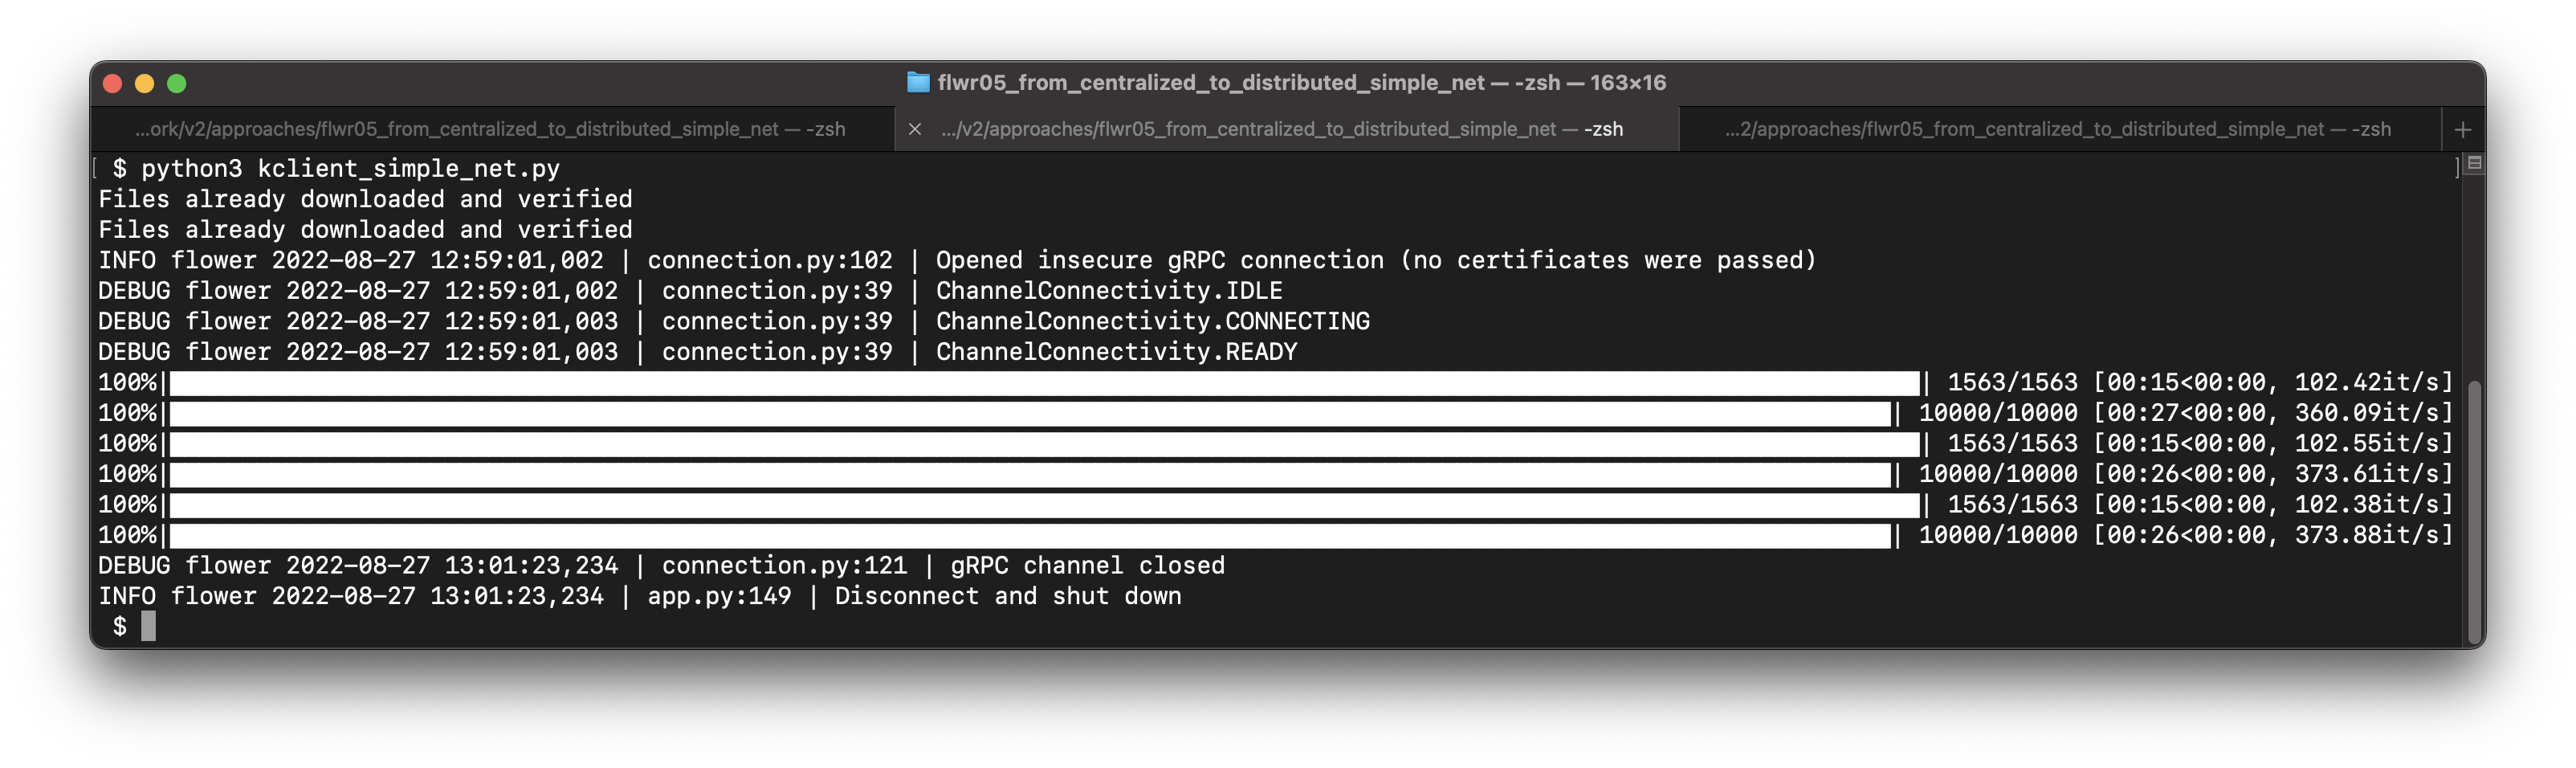 flwr05_from_centralized_to_distributed_simple_net — -zsh — 163×16
...ork/v2/approaches/flwr05_from_centralized_to_distributed_simple_net — -zsh
.../v2/approaches/flwr05_from_centralized_to_distributed_simple_net — -zsh
...2/approaches/flwr05_from_centralized_to_distributed_simple_net — -zsh
[ $ python3 kclient_simple_net.py ]
Files already downloaded and verified
Files already downloaded and verified
INFO flower 2022-08-27 12:59:01,002 | connection.py:102 | Opened insecure gRPC connection (no certificates were passed)
DEBUG flower 2022-08-27 12:59:01,002 | connection.py:39 | ChannelConnectivity.IDLE
DEBUG flower 2022-08-27 12:59:01,003 | connection.py:39 | ChannelConnectivity.CONNECTING
DEBUG flower 2022-08-27 12:59:01,003 | connection.py:39 | ChannelConnectivity.READY
100%| | 1563/1563 [00:15<00:00, 102.42it/s]
100%| | 10000/10000 [00:27<00:00, 360.09it/s]
100%| | 1563/1563 [00:15<00:00, 102.55it/s]
100%| | 10000/10000 [00:26<00:00, 373.61it/s]
100%| | 1563/1563 [00:15<00:00, 102.38it/s]
100%| | 10000/10000 [00:26<00:00, 373.88it/s]
DEBUG flower 2022-08-27 13:01:23,234 | connection.py:121 | gRPC channel closed
INFO flower 2022-08-27 13:01:23,234 | app.py:149 | Disconnect and shut down
$